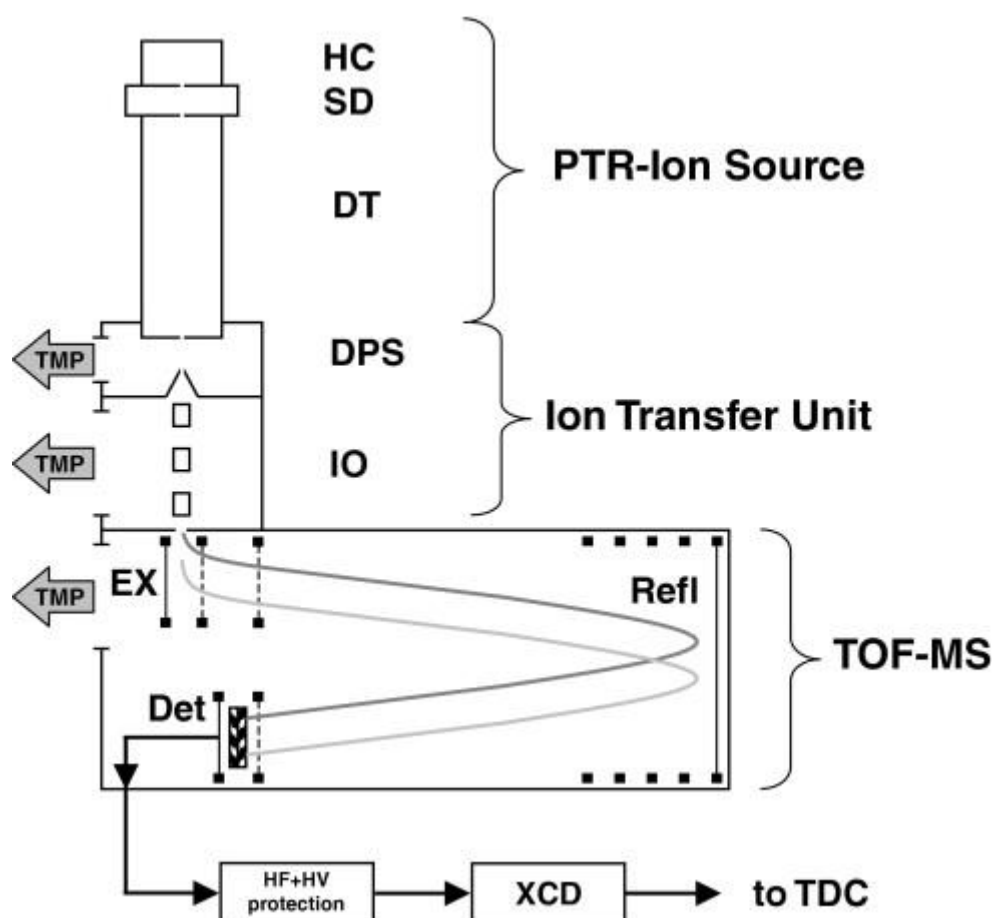 HC
SD
PTR-Ion Source
DT
TMP
DPS
Ion Transfer Unit
TMP
IO
TMP
EX
Refl
TOF-MS
Det
HF+HV
protection
XCD
to TDC